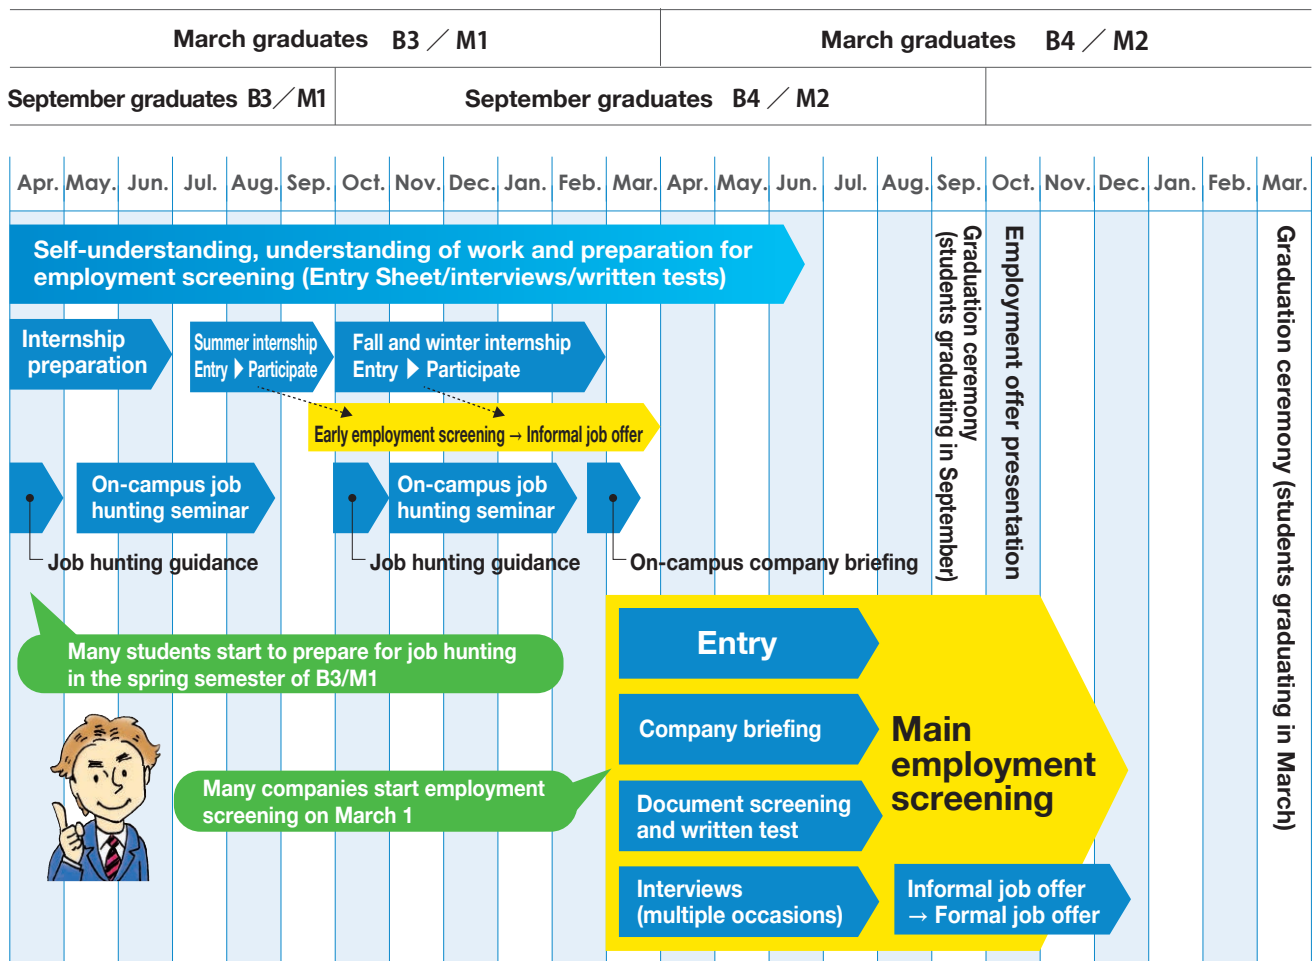 March graduates B3 ／ M1
March graduates B4 ／ M2
September graduates B3／M1
September graduates B4 ／ M2
Apr. May. Jun. Jul. Aug. Sep. Oct. Nov. Dec. Jan. Feb. Mar. Apr. May. Jun. Jul. Aug. Sep. Oct. Nov. Dec. Jan. Feb. Mar.
Self-understanding, understanding of work and preparation for
employment screening (Entry Sheet/interviews/written tests)
Internship
preparation
Summer internship
Entry ▶ Participate
Fall and winter internship
Entry ▶ Participate
Early employment screening → Informal job offer
On-campus job
hunting seminar
On-campus job
hunting seminar
Job hunting guidance
Job hunting guidance
On-campus company briefing
Graduation ceremony
(students graduating in September)
Employment offer presentation
Graduation ceremony (students graduating in March)
Many students start to prepare for job hunting
in the spring semester of B3/M1
Many companies start employment
screening on March 1
Entry
Company briefing
Document screening
and written test
Interviews
(multiple occasions)
Main
employment
screening
Informal job offer
→ Formal job offer